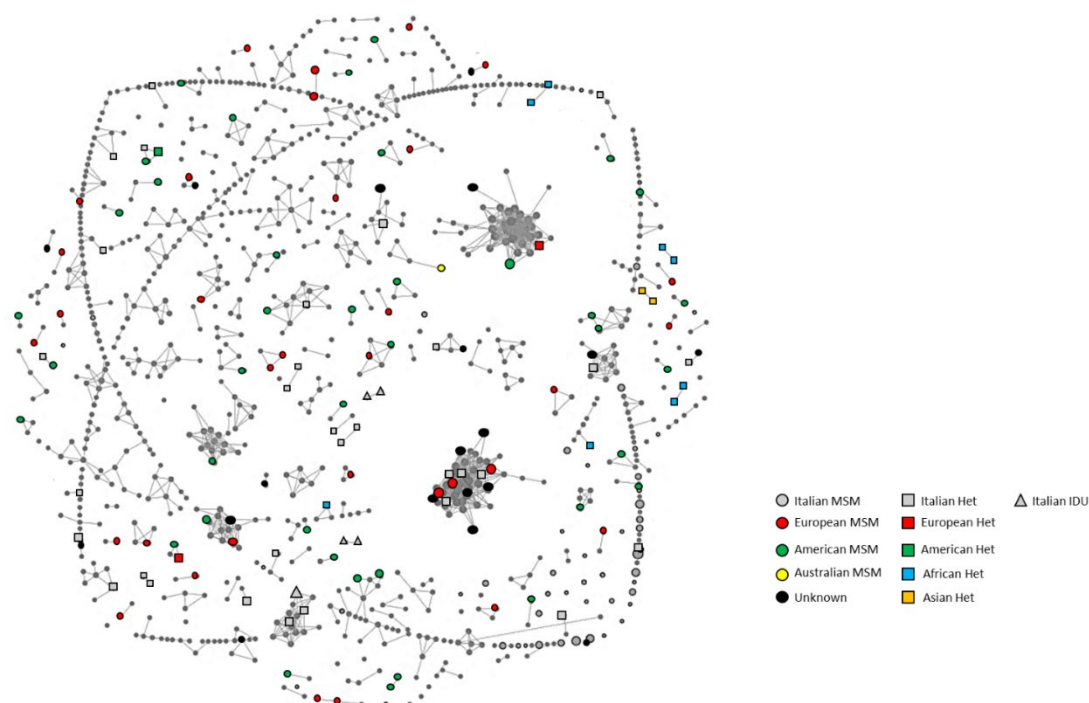 Italian MSM Italian Het Italian IDU
European MSM European Het
American MSM American Het
Australian MSM African Het
Unknown Asian Het